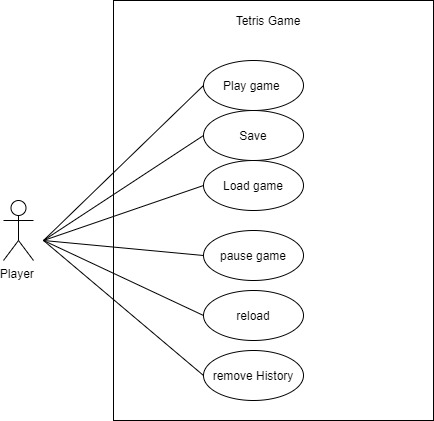 Tetris Game
Play game
Save
Load game
Player
pause game
reload
remove History